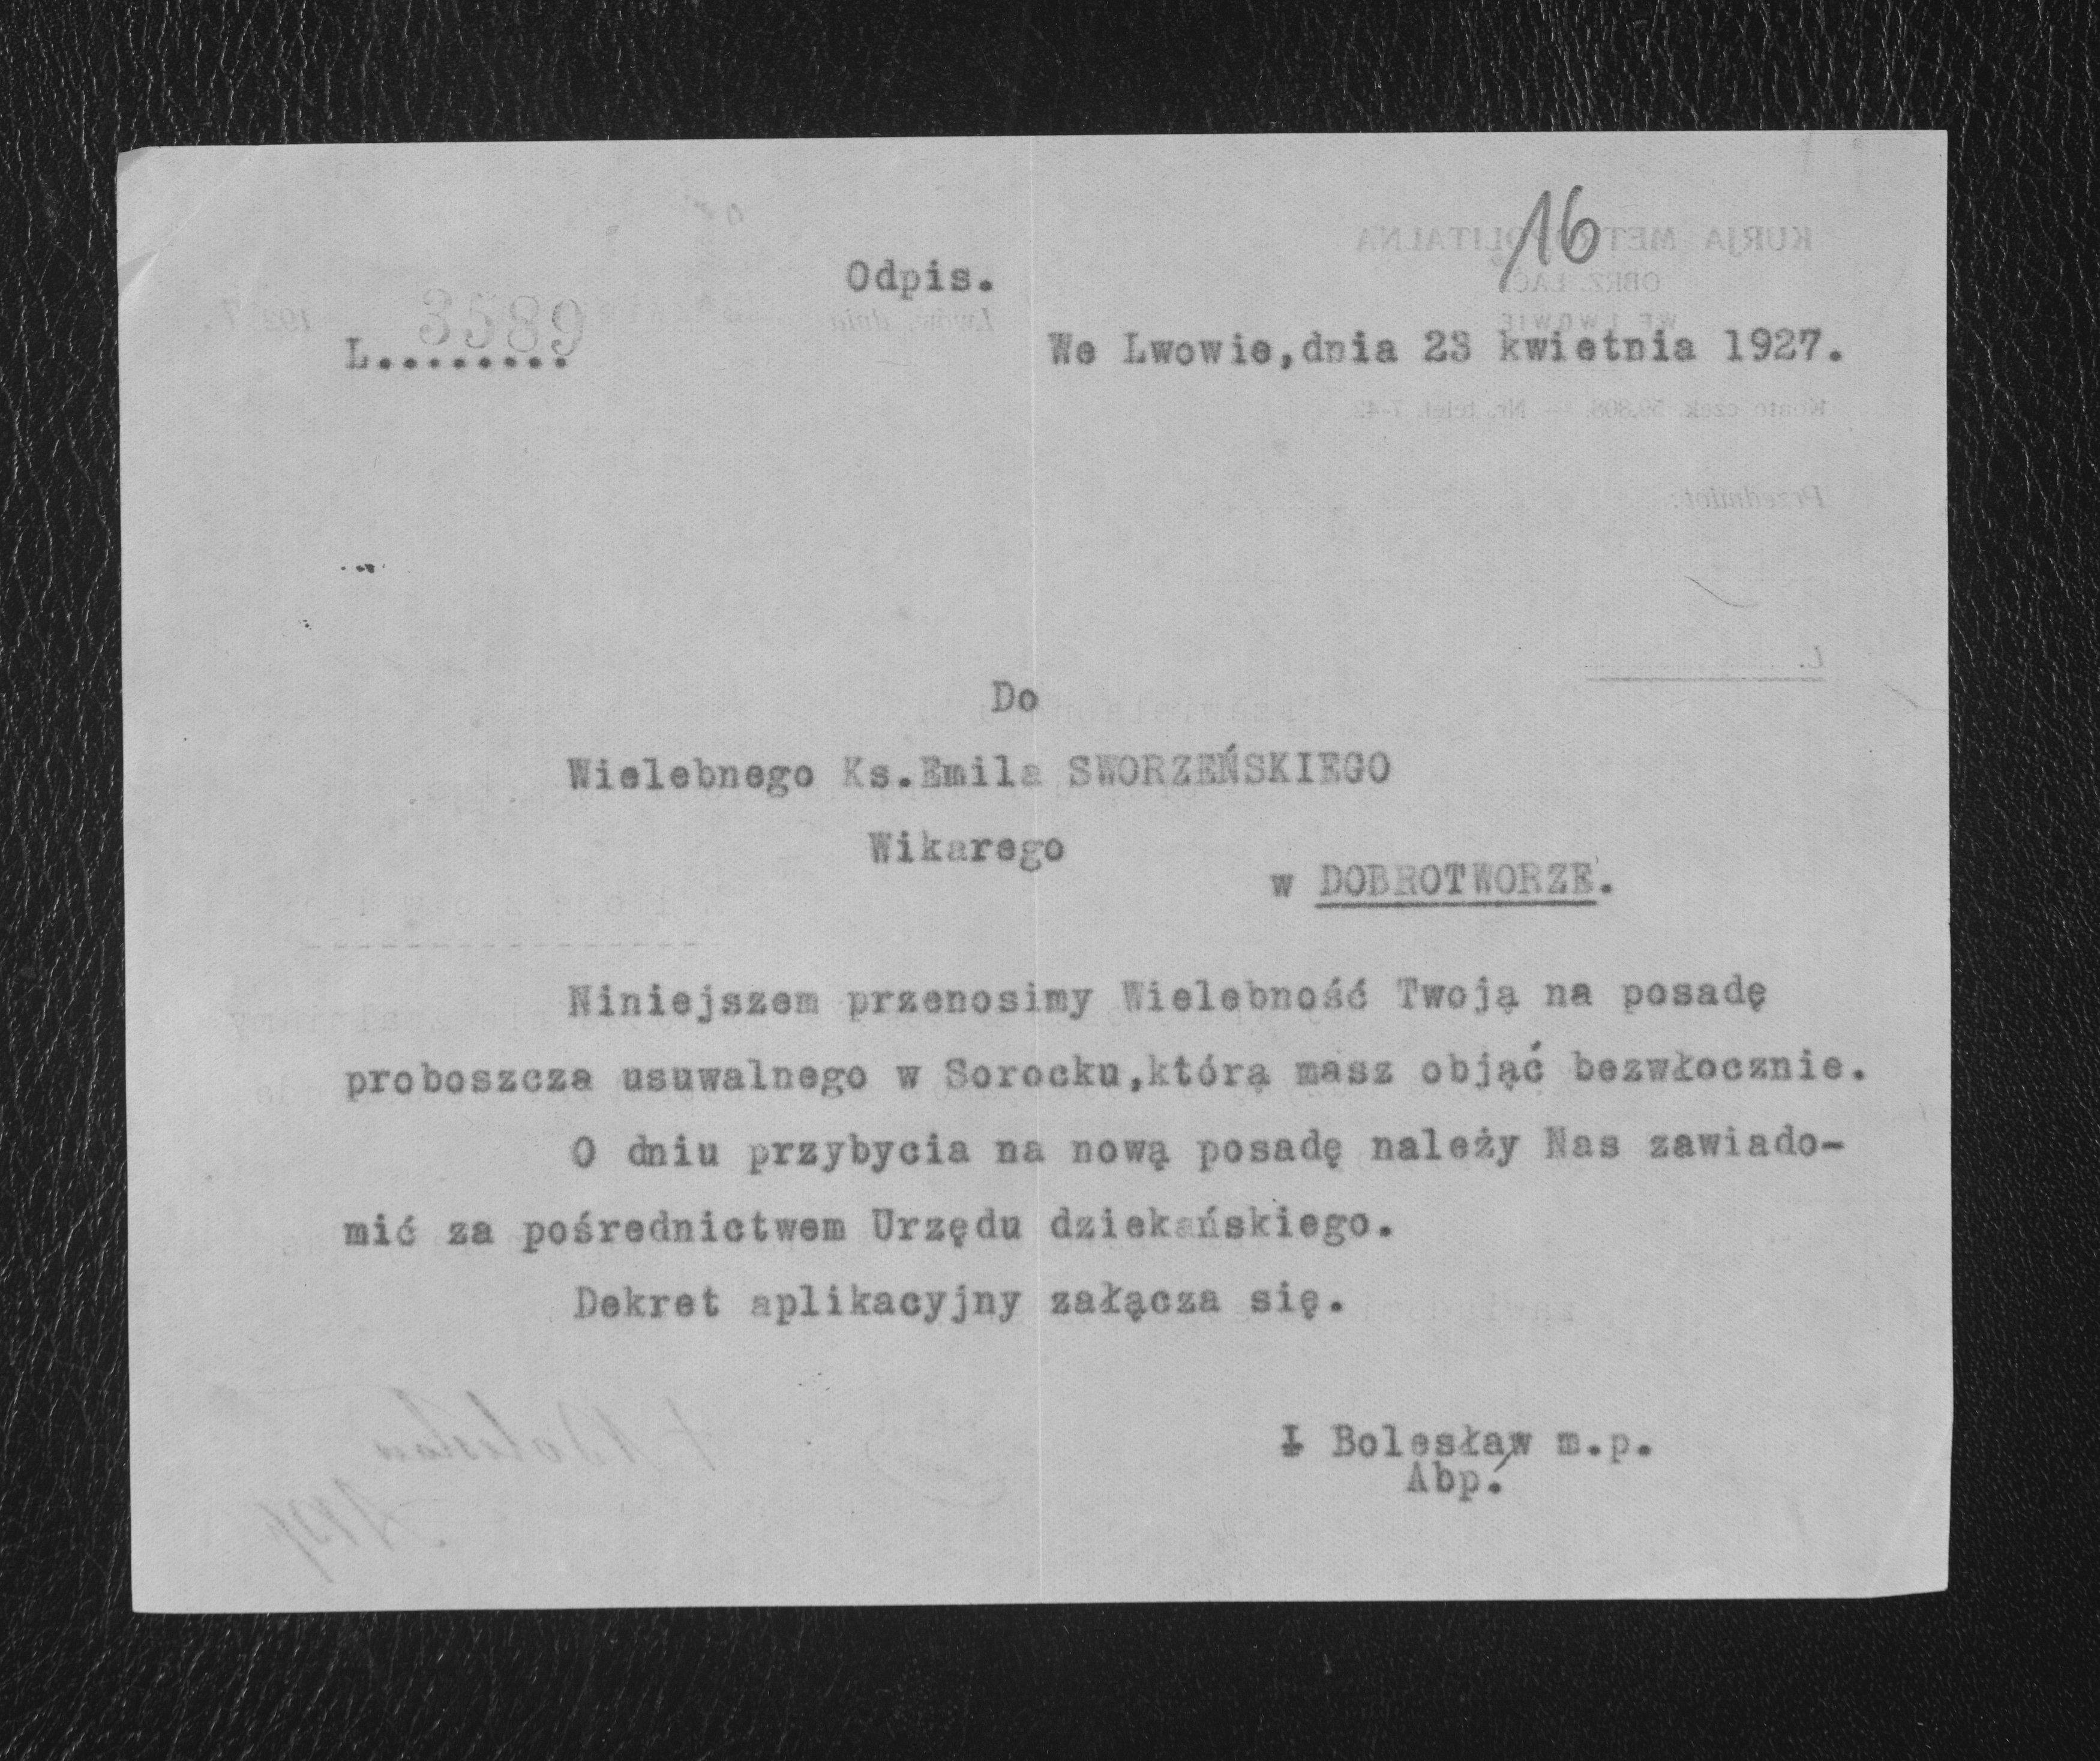 16
Odpis.
L......... 3589
We Lwowie,dnia 23 kwietnia 1927.
Do
Wielebnego Ks.Emila SWORZEŃSKIEGO
Wikarego
w DOBROTWORZE.
Niniejszem przenosimy Wielebność Twoją na posadę
proboszcza usuwalnego w Sorocku,którą masz objąć bezwłocznie.
O dniu przybycia na nową posadę należy Nas zawiado-
mić za pośrednictwem Urzędu dziekańskiego.
Dekret aplikacyjny załącza się.
I Bolesław m.p.
Abp.